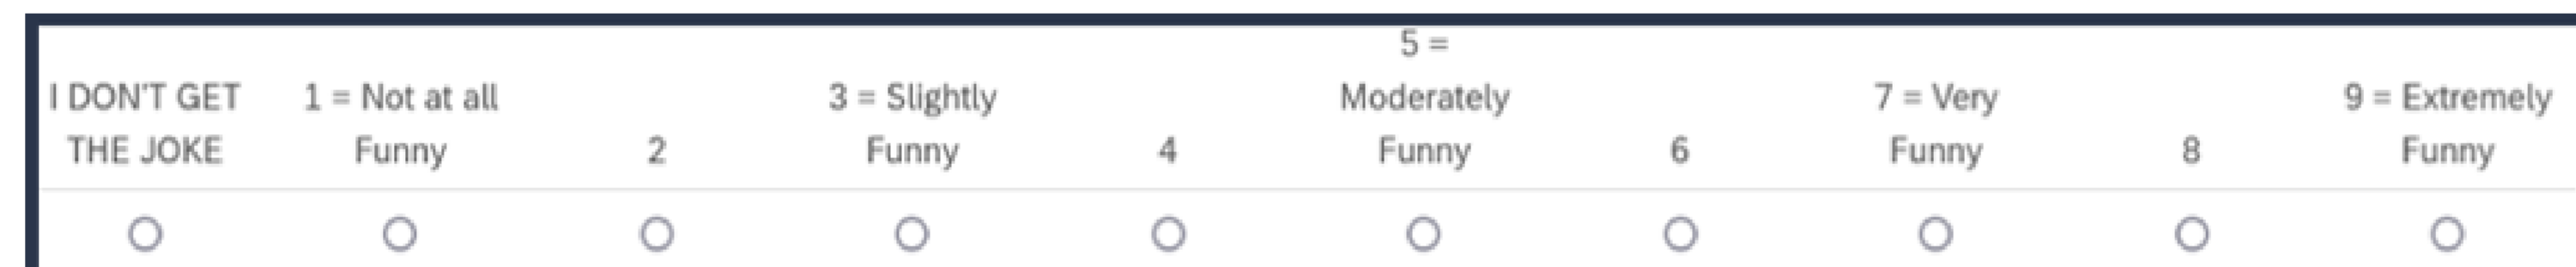 I DON'T GET
THE JOKE
1 = Not at all
Funny
2
3 = Slightly
Funny
4
5 =
Moderately
Funny
6
7 = Very
Funny
8
9 = Extremely
Funny